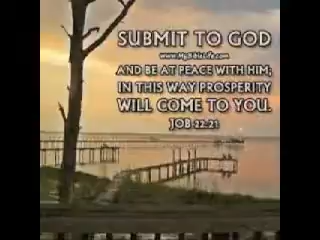 SUBMIT TO GOD
www.MyBibleLife.com
AND BE AT PEACE WITH HIM;
IN THIS WAY PROSPERITY
WILL COME TO YOU.
JOB 22:21